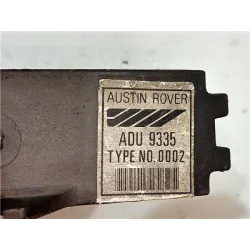 AUSTIN ROVER
ADU 9335
TYPE NO.0002